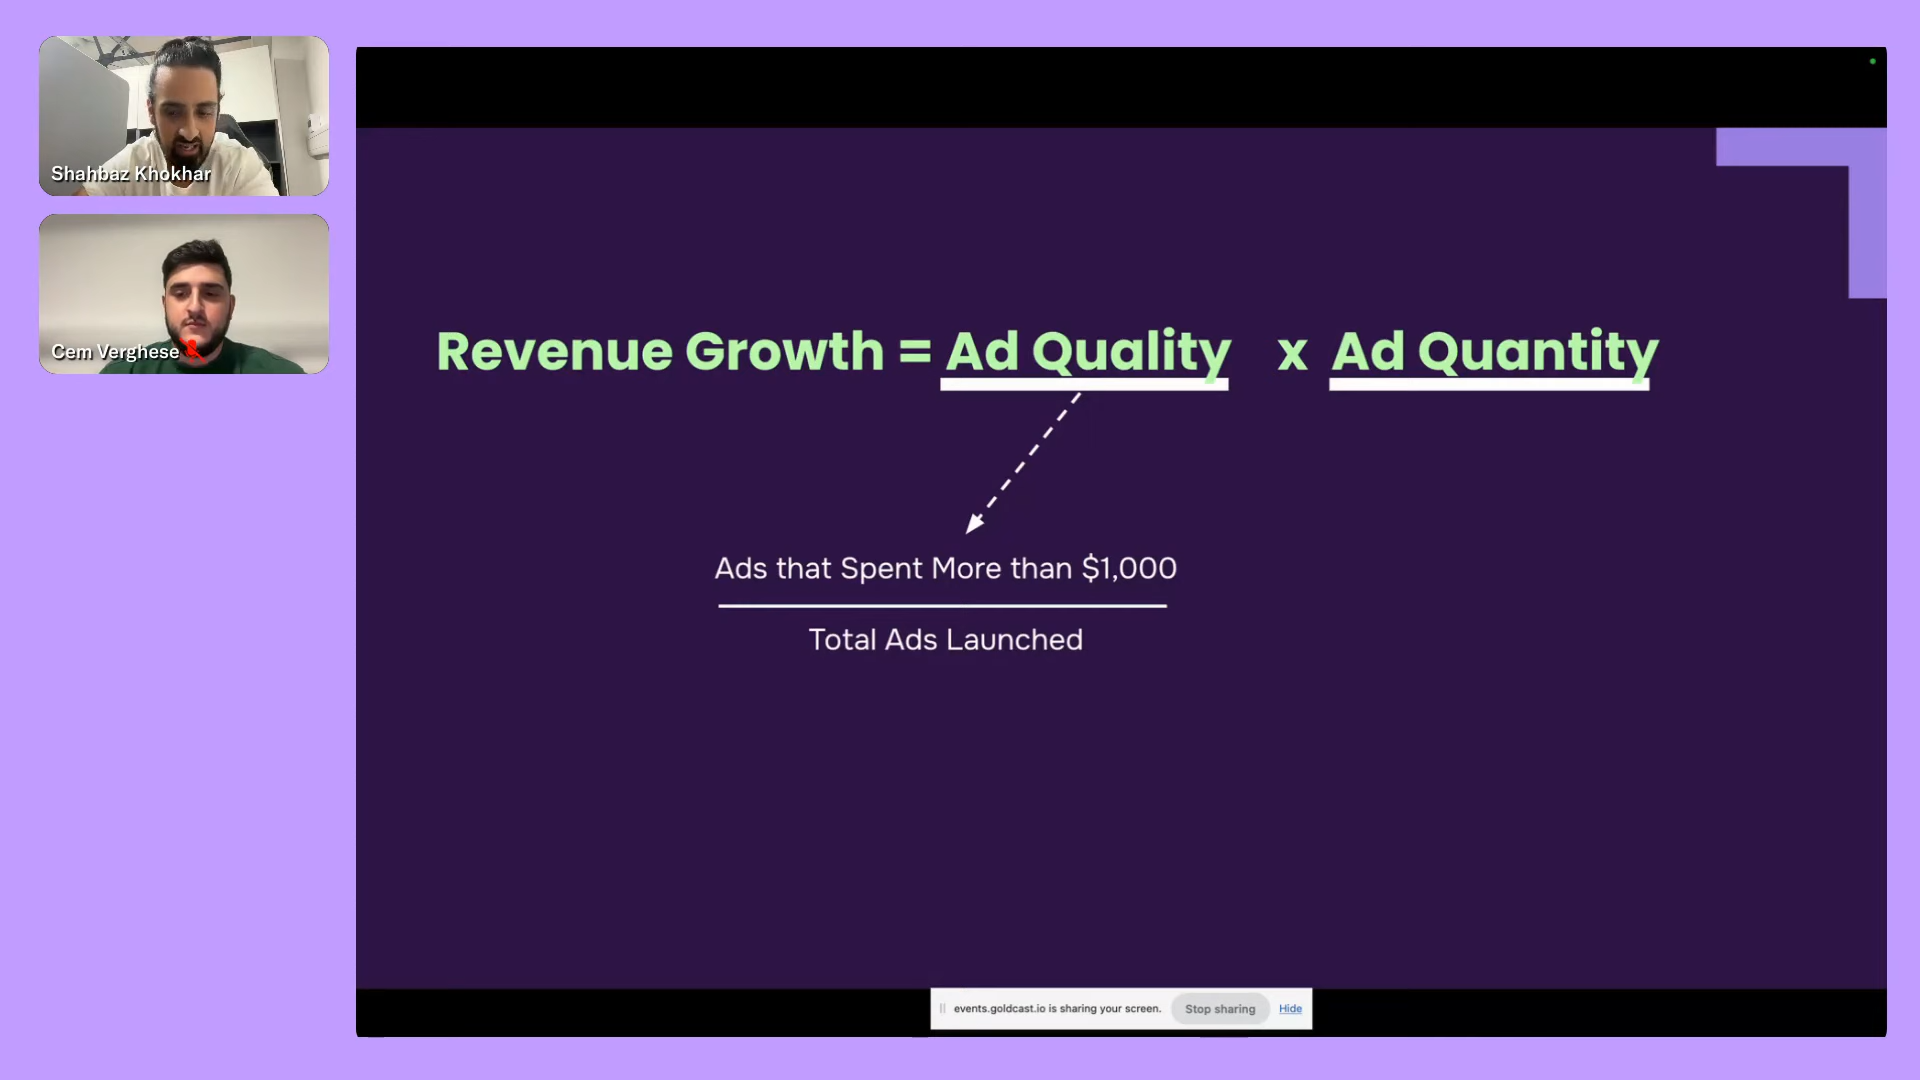 Shahbaz Khokhar
Cem Verghese
Revenue Growth = Ad Quality x Ad Quantity
Ads that Spent More than $1,000
Total Ads Launched
events.goldcast.io is sharing your screen. Stop sharing Hide